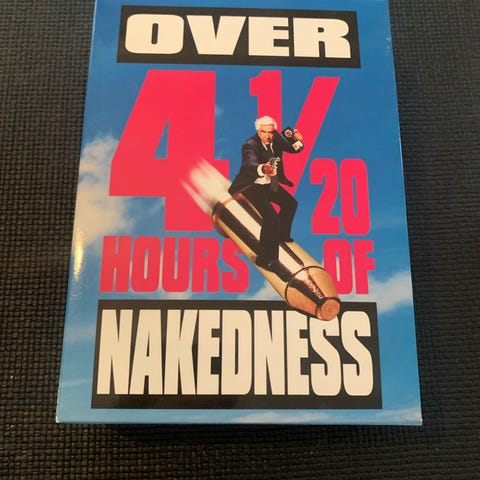 OVER
4 1/20
HOURS OF
NAKEDNESS